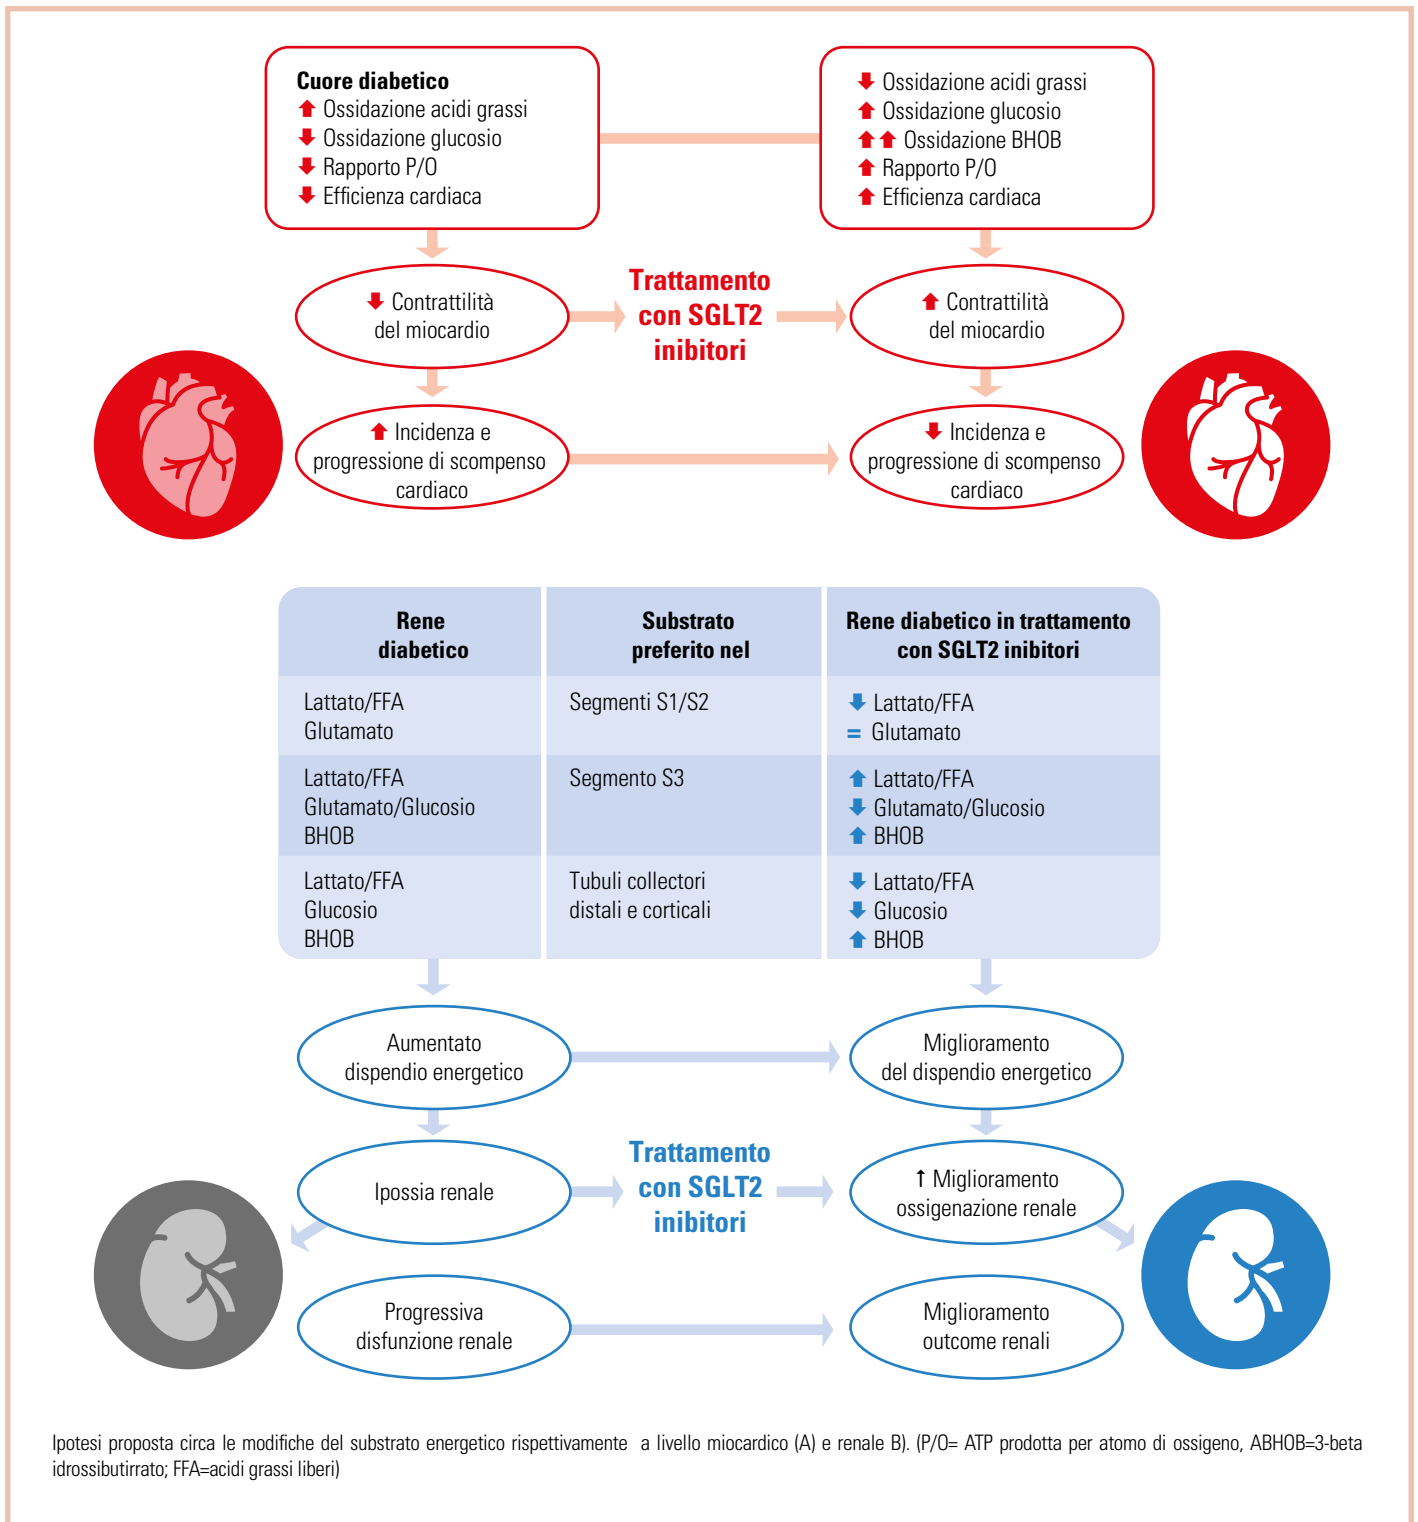 Cuore diabetico
↑ Ossidazione acidi grassi
↓ Ossidazione glucosio
↓ Rapporto P/O
↓ Efficienza cardiaca
↓ Ossidazione acidi grassi
↑ Ossidazione glucosio
↑↑ Ossidazione BHOB
↑ Rapporto P/O
↑ Efficienza cardiaca
↓ Contrattilità
del miocardio
Trattamento
con SGLT2
inibitori
↑ Contrattilità
del miocardio
↑ Incidenza e
progressione di scompenso
cardiaco
↓ Incidenza e
progressione di scompenso
cardiaco
Rene
diabetico
Substrato
preferito nel
Rene diabetico in trattamento
con SGLT2 inibitori
Lattato/FFA
Glutamato
Segmenti S1/S2
↓ Lattato/FFA
= Glutamato
Lattato/FFA
Glutamato/Glucosio
BHOB
Segmento S3
↑ Lattato/FFA
↓ Glutamato/Glucosio
↑ BHOB
Lattato/FFA
Glucosio
BHOB
Tubuli collectori
distali e corticali
↓ Lattato/FFA
↓ Glucosio
↑ BHOB
Aumentato
dispendio energetico
Miglioramento
del dispendio energetico
Ipossia renale
Trattamento
con SGLT2
inibitori
↑ Miglioramento
ossigenazione renale
Progressiva
disfunzione renale
Miglioramento
outcome renali
Ipotesi proposta circa le modifiche del substrato energetico rispettivamente a livello miocardico (A) e renale B). (P/O= ATP prodotta per atomo di ossigeno, ABHOB=3-beta
idrossibutirrato; FFA=acidi grassi liberi)